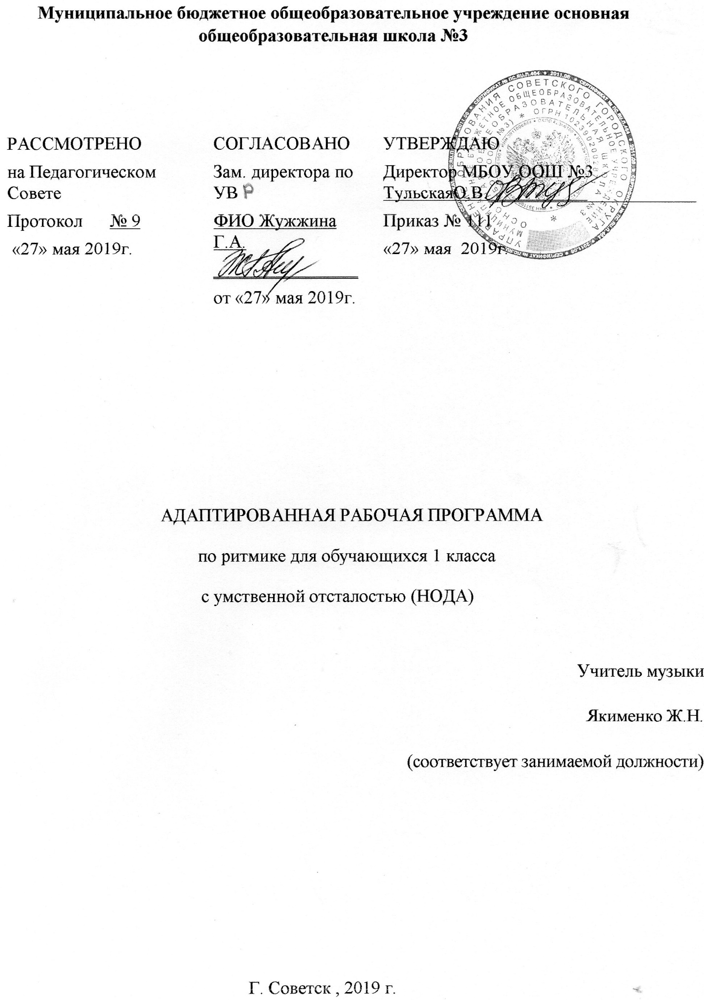 Муниципальное бюджетное общеобразовательное учреждение основная
общеобразовательная школа №3
РАССМОТРЕНО
на Педагогическом
Совете
Протокол № 9
«27» мая 2019г.
СОГЛАСОВАНО
Зам. директора по
УВР
ФИО Жужжина
Г.А.
от «27» мая 2019г.
УТВЕРЖДАЮ
Директор МБОУ ООШ №3
ТульскаяО.В.
Приказ № 111
«27» мая 2019г.
АДАПТИРОВАННАЯ РАБОЧАЯ ПРОГРАММА
по ритмике для обучающихся 1 класса
с умственной отсталостью (НОДА)
Учитель музыки
Якименко Ж.Н.
(соответствует занимаемой должности)
Г. Советск , 2019 г.